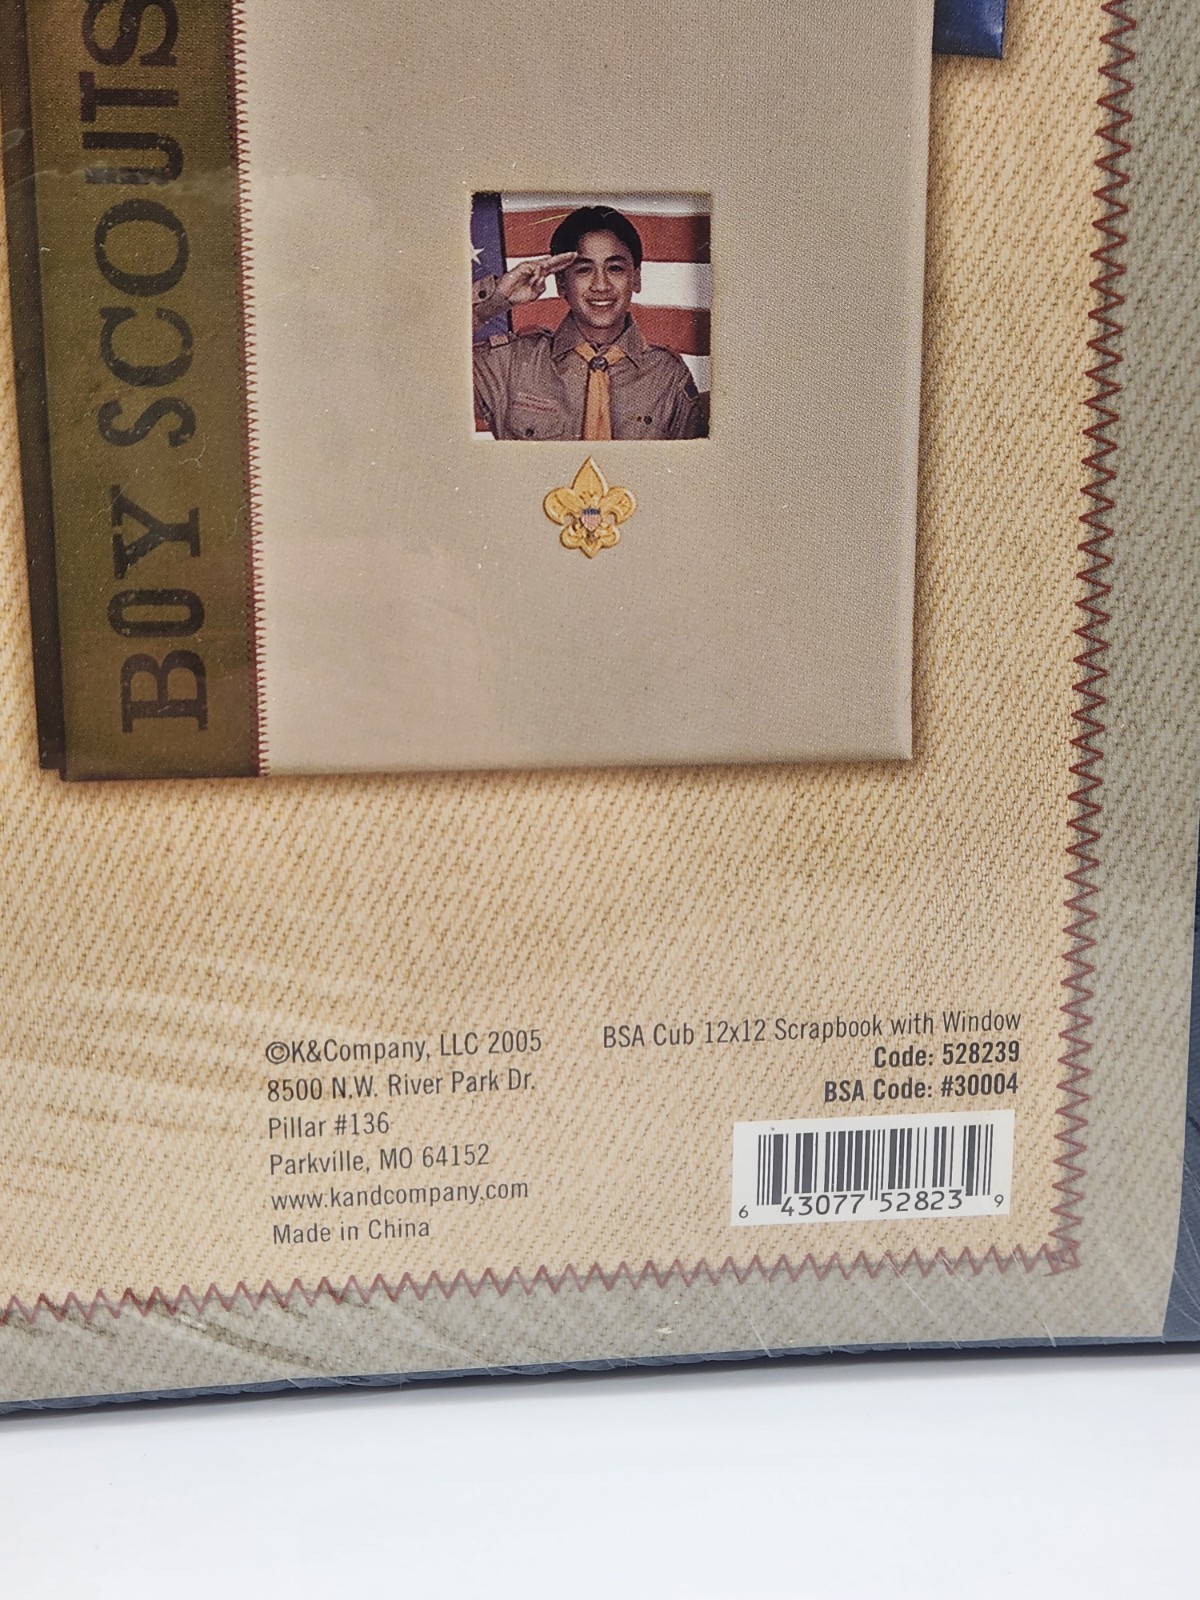 BOY SCOUTS
©K&Company, LLC 2005
8500 N.W. River Park Dr.
Pillar #136
Parkville, MO 64152
www.kandcompany.com
Made in China
BSA Cub 12x12 Scrapbook with Window
Code: 528239
BSA Code: #30004
6 43077 52823 9